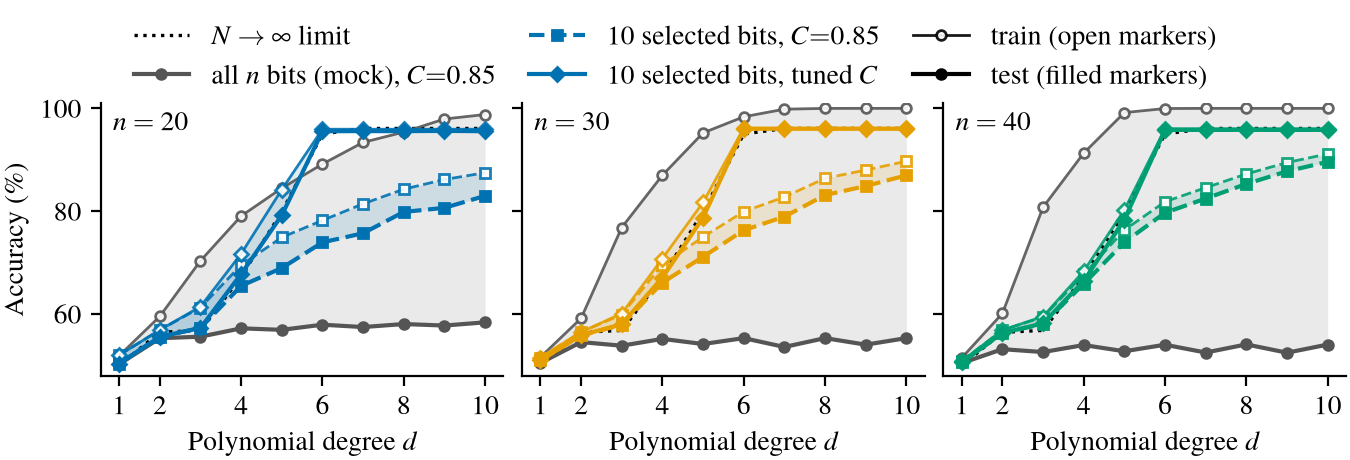 N → ∞ limit
all n bits (mock), C=0.85
10 selected bits, C=0.85
10 selected bits, tuned C
train (open markers)
test (filled markers)
Accuracy (%)
100
80
60
n = 20
1 2 4 6 8 10
Polynomial degree d
n = 30
1 2 4 6 8 10
Polynomial degree d
n = 40
1 2 4 6 8 10
Polynomial degree d